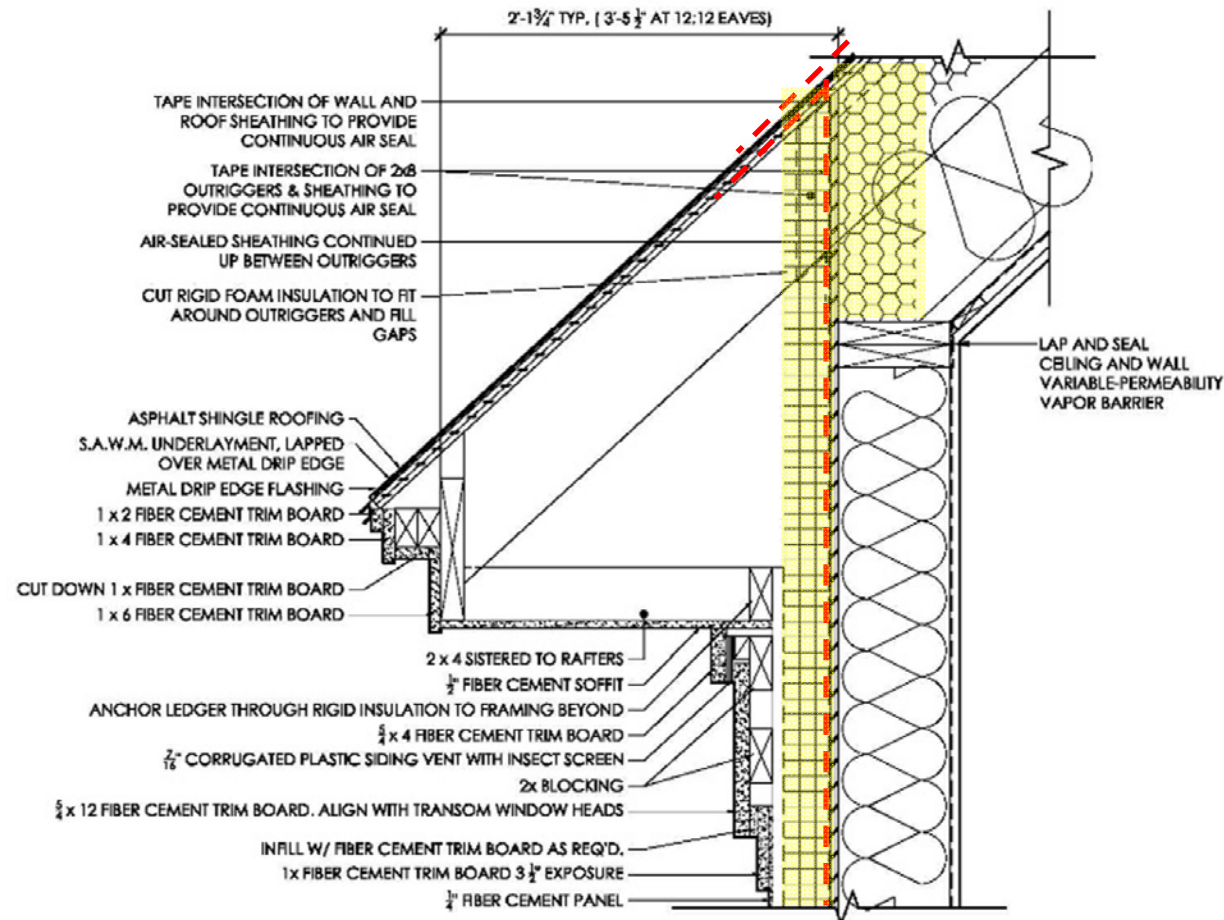 2'-1¾" TYP. ( 3'-5 ½" AT 12:12 EAVES)
TAPE INTERSECTION OF WALL AND
ROOF SHEATHING TO PROVIDE
CONTINUOUS AIR SEAL
TAPE INTERSECTION OF 2x8
OUTRIGGERS & SHEATHING TO
PROVIDE CONTINUOUS AIR SEAL
AIR-SEALED SHEATHING CONTINUED
UP BETWEEN OUTRIGGERS
CUT RIGID FOAM INSULATION TO FIT
AROUND OUTRIGGERS AND FILL
GAPS
LAP AND SEAL
CEILING AND WALL
VARIABLE-PERMEABILITY
VAPOR BARRIER
ASPHALT SHINGLE ROOFING
S.A.W.M. UNDERLAYMENT, LAPPED
OVER METAL DRIP EDGE
METAL DRIP EDGE FLASHING
1 x 2 FIBER CEMENT TRIM BOARD
1 x 4 FIBER CEMENT TRIM BOARD
CUT DOWN 1 x FIBER CEMENT TRIM BOARD
1 x 6 FIBER CEMENT TRIM BOARD
2 x 4 SISTERED TO RAFTERS
½" FIBER CEMENT SOFFIT
ANCHOR LEDGER THROUGH RIGID INSULATION TO FRAMING BEYOND
5/4 x 4 FIBER CEMENT TRIM BOARD
7/16" CORRUGATED PLASTIC SIDING VENT WITH INSECT SCREEN
2x BLOCKING
5/4 x 12 FIBER CEMENT TRIM BOARD. ALIGN WITH TRANSOM WINDOW HEADS
INFILL W/ FIBER CEMENT TRIM BOARD AS REQ'D.
1x FIBER CEMENT TRIM BOARD 3 ½" EXPOSURE
¼" FIBER CEMENT PANEL